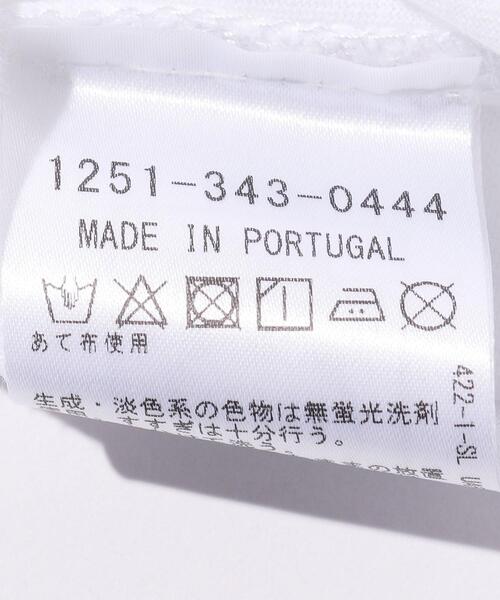 1251-343-0444
MADE IN PORTUGAL
あて布使用
生成・淡色系の色物は無蛍光洗剤
すすぎは十分行う。
422-1-SL